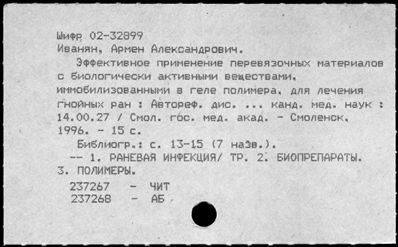 Шифр 02-32899
Иванян, Армен Александрович.
Эффективное применение перевязочных материалов
с биологически активными веществами,
иммобилизованными в геле полимера, для лечения
гнойных ран : Автореф. дис. ... канд. мед. наук :
14.00.27 / Смол. гос. мед. акад. - Смоленск,
1996. - 15 с.
Библиогр.: с. 13-15 (7 назв.).
-- 1. РАНЕВАЯ ИНФЕКЦИЯ/ ТР. 2. БИОПРЕПАРАТЫ.
3. ПОЛИМЕРЫ.
237267 - ЧИТ
237268 - АБ